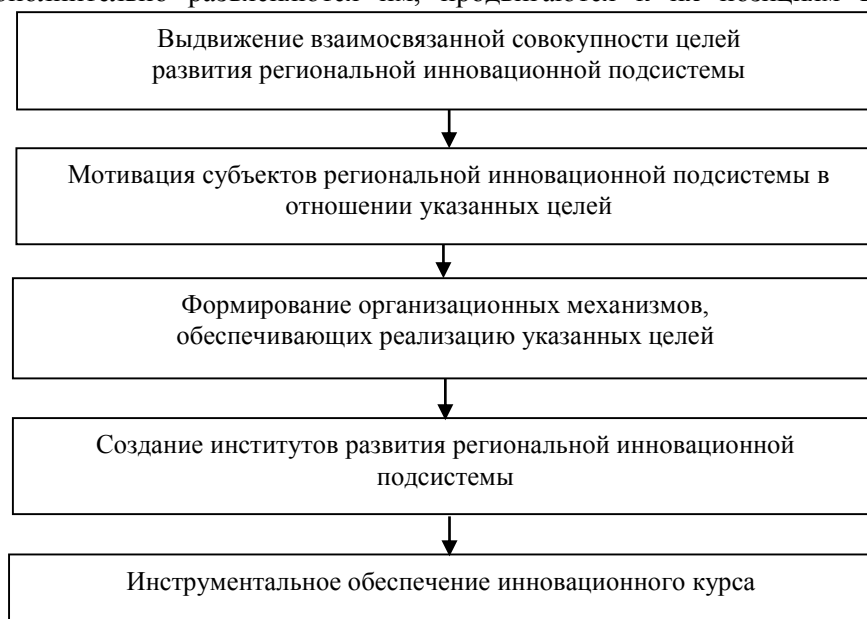 Выдвижение взаимосвязанной совокупности целей
развития региональной инновационной подсистемы
Мотивация субъектов региональной инновационной подсистемы в
отношении указанных целей
Формирование организационных механизмов,
обеспечивающих реализацию указанных целей
Создание институтов развития региональной инновационной
подсистемы
Инструментальное обеспечение инновационного курса